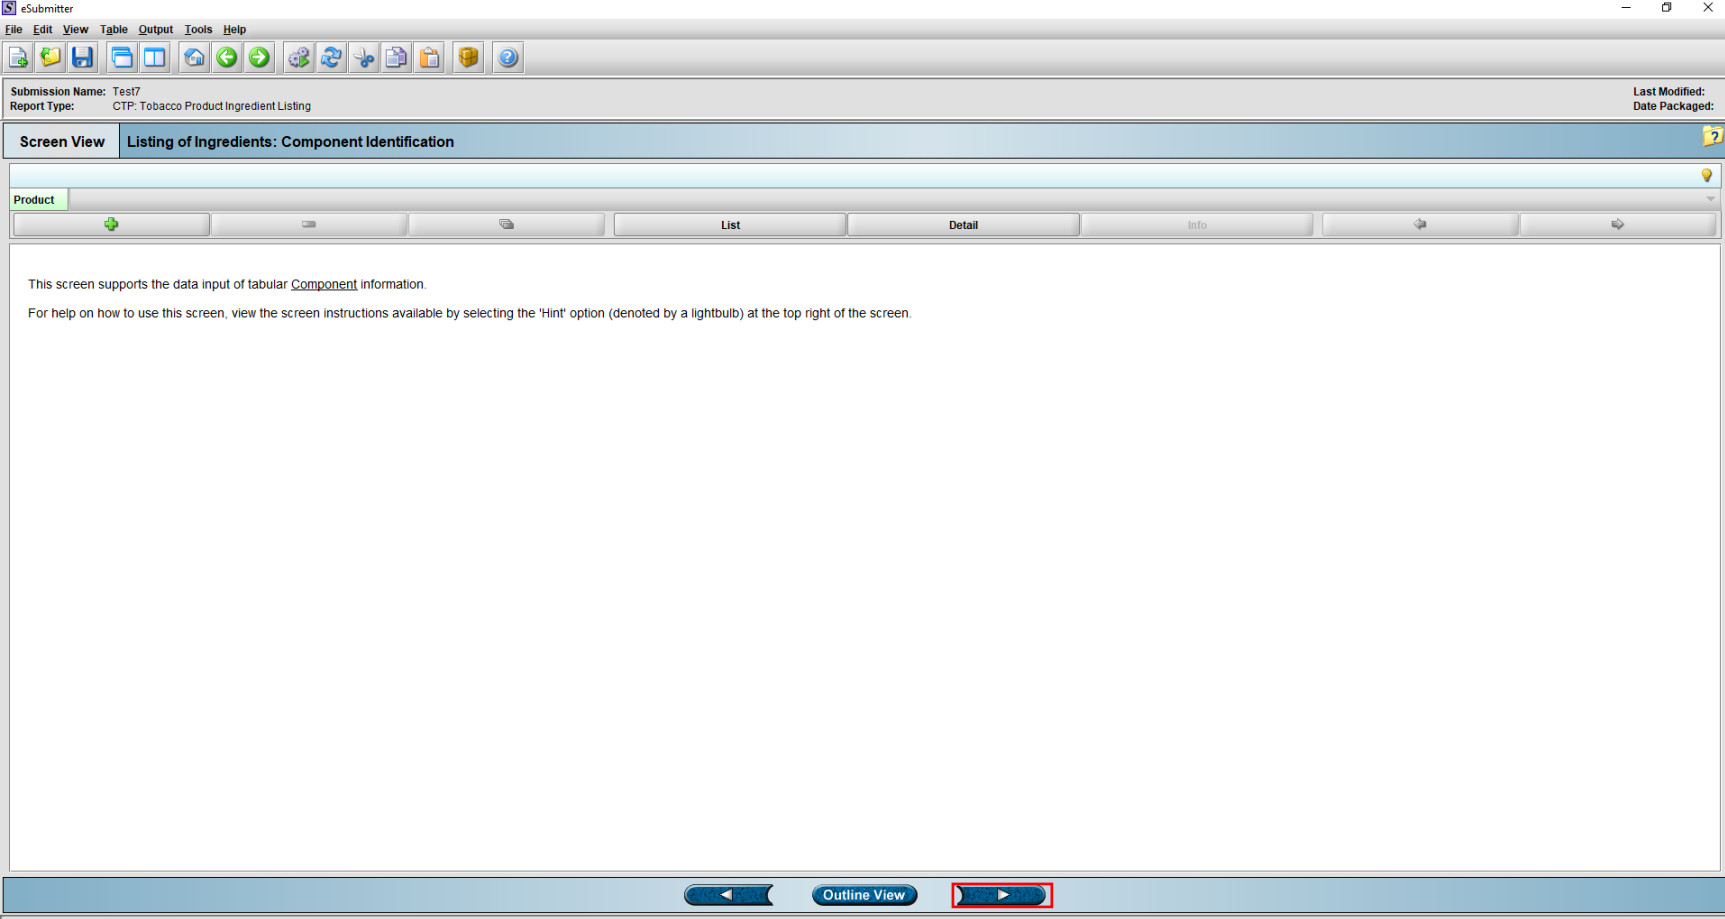 eSubmitter
File Edit View Table Output Tools Help
Submission Name: Test7
Last Modified:
Report Type: CTP: Tobacco Product Ingredient Listing
Date Packaged:
Screen View
Listing of Ingredients: Component Identification
Product
List
Detail
Info
This screen supports the data input of tabular Component information.
For help on how to use this screen, view the screen instructions available by selecting the 'Hint' option (denoted by a lightbulb) at the top right of the screen.
Outline View